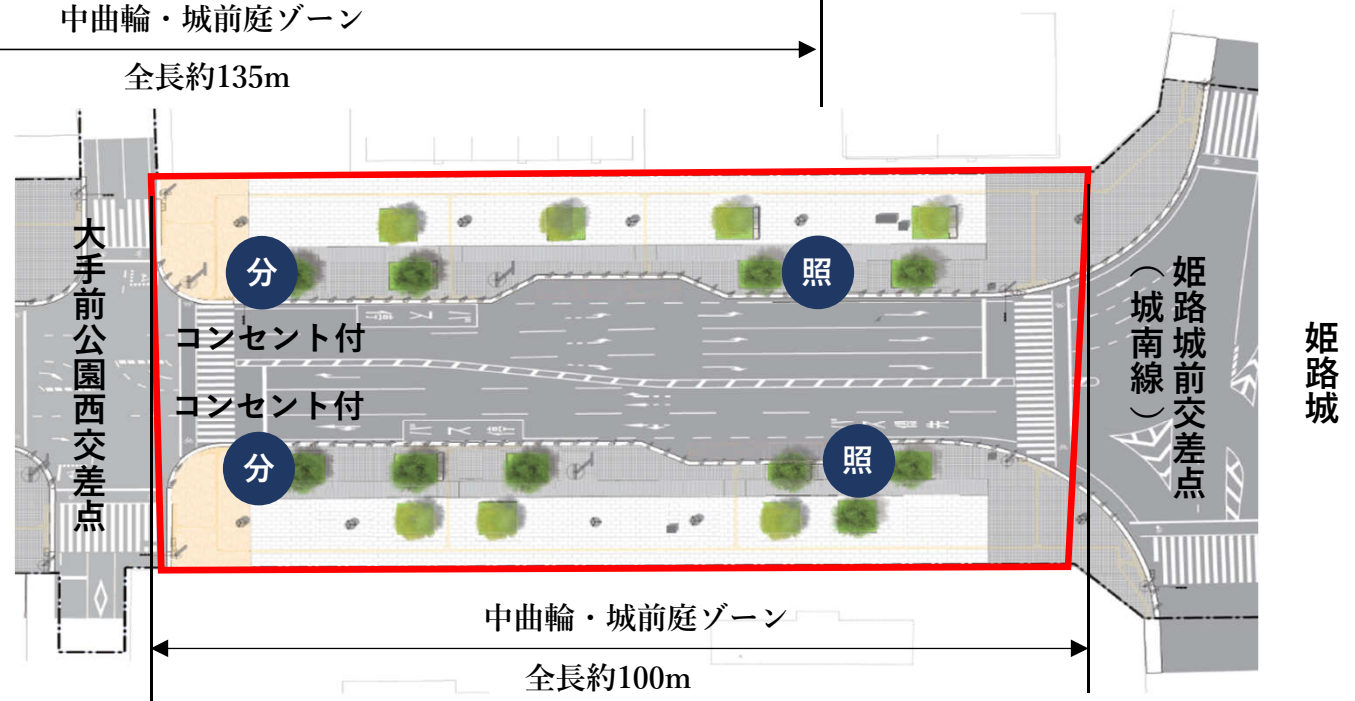 中曲輪・城前庭ゾーン
全長約135m
大手前公園西交差点
分
照
コンセント付
コンセント付
分
照
姫路城前交差点
（城南線）
姫路城
中曲輪・城前庭ゾーン
全長約100m